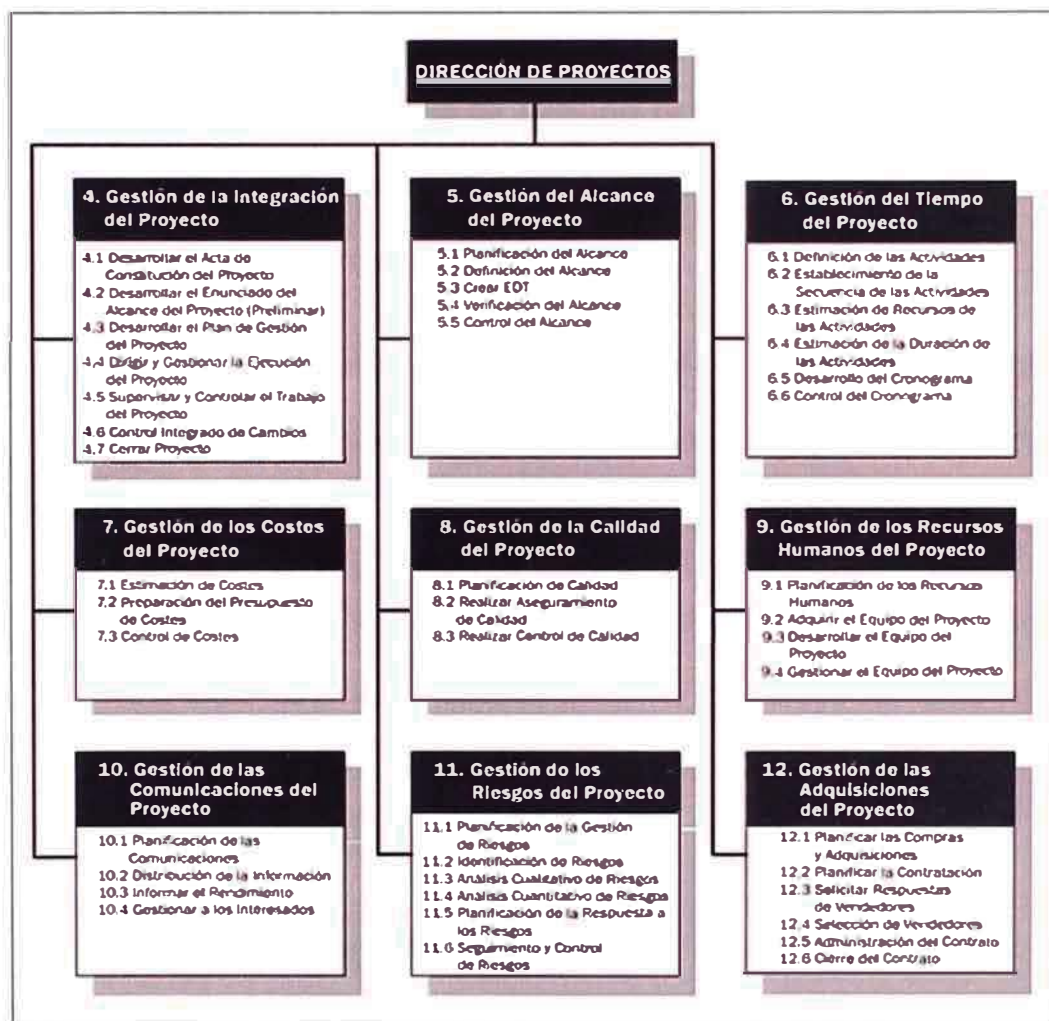 DIRECCIÓN DE PROYECTOS
4. Gestión de la Integración
del Proyecto
4.1 Desarrollar el Acta de
Constitución del Proyecto
4.2 Desarrollar el Enunciado del
Alcance del Proyecto (Preliminar)
4.3 Desarrollar el Plan de Gestión
del Proyecto
4.4 Dirigir y Gestionar la Ejecución
del Proyecto
4.5 Supervisar y Controlar el Trabajo
del Proyecto
4.6 Control Integrado de Cambios
4.7 Cerrar Proyecto
5. Gestión del Alcance
del Proyecto
5.1 Planificación del Alcance
5.2 Definición del Alcance
5.3 Crear EDT
5.4 Verificación del Alcance
5.5 Control del Alcance
6. Gestión del Tiempo
del Proyecto
6.1 Definición de las Actividades
6.2 Establecimiento de la
Secuencia de las Actividades
6.3 Estimación de Recursos de
las Actividades
6.4 Estimación de la Duración de
las Actividades
6.5 Desarrollo del Cronograma
6.6 Control del Cronograma
7. Gestión de los Costes
del Proyecto
7.1 Estimación de Costes
7.2 Preparación del Presupuesto
de Costes
7.3 Control de Costes
8. Gestión de la Calidad
del Proyecto
8.1 Planificación de Calidad
8.2 Realizar Aseguramiento
de Calidad
8.3 Realizar Control de Calidad
9. Gestión de los Recursos
Humanos del Proyecto
9.1 Planificación de los Recursos
Humanos
9.2 Adquirir el Equipo del Proyecto
9.3 Desarrollar el Equipo del
Proyecto
9.4 Gestionar el Equipo del Proyecto
10. Gestión de las
Comunicaciones del
Proyecto
10.1 Planificación de las
Comunicaciones
10.2 Distribución de la Información
10.3 Informar el Rendimiento
10.4 Gestionar a los Interesados
11. Gestión de los
Riesgos del Proyecto
11.1 Planificación de la Gestión
de Riesgos
11.2 Identificación de Riesgos
11.3 Análisis Cualitativo de Riesgos
11.4 Análisis Cuantitativo de Riesgos
11.5 Planificación de la Respuesta a
los Riesgos
11.6 Seguimiento y Control
de Riesgos
12. Gestión de las
Adquisiciones
del Proyecto
12.1 Planificar las Compras
y Adquisiciones
12.2 Planificar la Contratación
12.3 Solicitar Respuestas
de Vendedores
12.4 Selección de Vendedores
12.5 Administración del Contrato
12.6 Cierre del Contrato